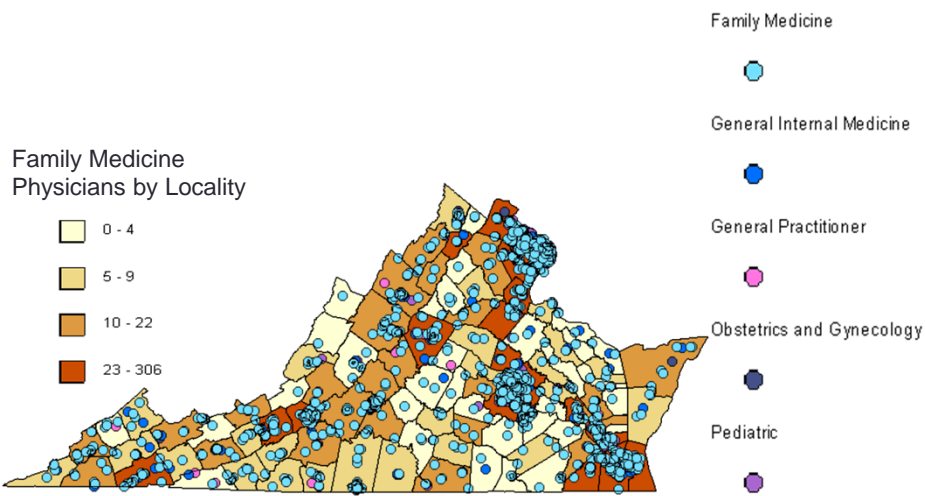 Family Medicine
General Internal Medicine
Family Medicine
Physicians by Locality
General Practitioner
0 - 4
5 - 9
10 - 22
Obstetrics and Gynecology
23 - 306
Pediatric